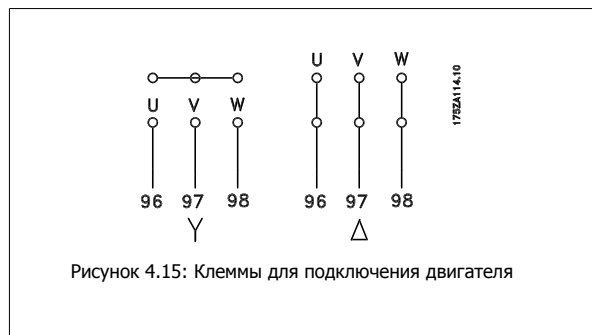 U V W
U V W
96 97 98
96 97 98
Y Δ
175ZA114.10
Рисунок 4.15: Клеммы для подключения двигателя